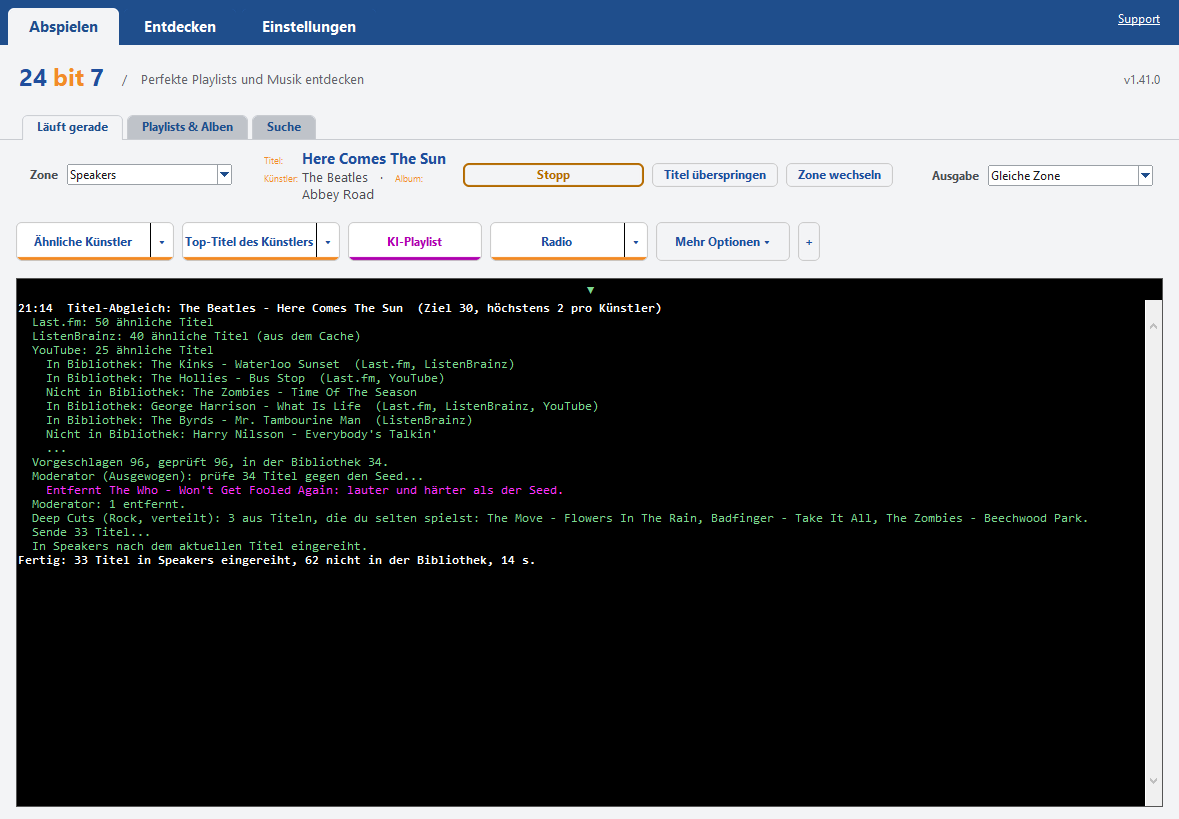 Abspielen Entdecken Einstellungen Support
24 bit 7 / Perfekte Playlists und Musik entdecken v1.41.0
Läuft gerade Playlists & Alben Suche
Zone Speakers Titel: Here Comes The Sun
Künstler: The Beatles · Album:
Abbey Road
Stopp Titel überspringen Zone wechseln Ausgabe Gleiche Zone
Ähnliche Künstler Top-Titel des Künstlers KI-Playlist Radio Mehr Optionen +
21:14 Titel-Abgleich: The Beatles - Here Comes The Sun (Ziel 30, höchstens 2 pro Künstler)
Last.fm: 50 ähnliche Titel
ListenBrainz: 40 ähnliche Titel (aus dem Cache)
YouTube: 25 ähnliche Titel
In Bibliothek: The Kinks - Waterloo Sunset (Last.fm, ListenBrainz)
In Bibliothek: The Hollies - Bus Stop (Last.fm, YouTube)
Nicht in Bibliothek: The Zombies - Time Of The Season
In Bibliothek: George Harrison - What Is Life (Last.fm, ListenBrainz, YouTube)
In Bibliothek: The Byrds - Mr. Tambourine Man (ListenBrainz)
Nicht in Bibliothek: Harry Nilsson - Everybody's Talkin'
...
Vorgeschlagen 96, geprüft 96, in der Bibliothek 34.
Moderator (Ausgewogen): prüfe 34 Titel gegen den Seed...
Entfernt The Who - Won't Get Fooled Again: lauter und härter als der Seed.
Moderator: 1 entfernt.
Deep Cuts (Rock, verteilt): 3 aus Titeln, die du selten spielst: The Move - Flowers In The Rain, Badfinger - Take It All, The Zombies - Beechwood Park.
Sende 33 Titel...
In Speakers nach dem aktuellen Titel eingereiht.
Fertig: 33 Titel in Speakers eingereiht, 62 nicht in der Bibliothek, 14 s.